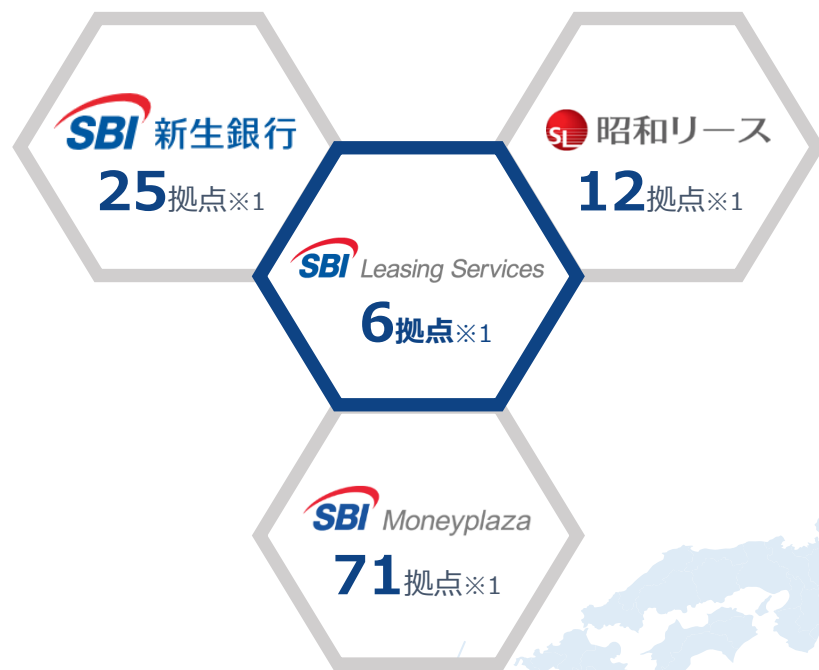 SBI 新生銀行
25拠点※1
SL 昭和リース
12拠点※1
SBI Leasing Services
6拠点※1
SBI Moneyplaza
71拠点※1